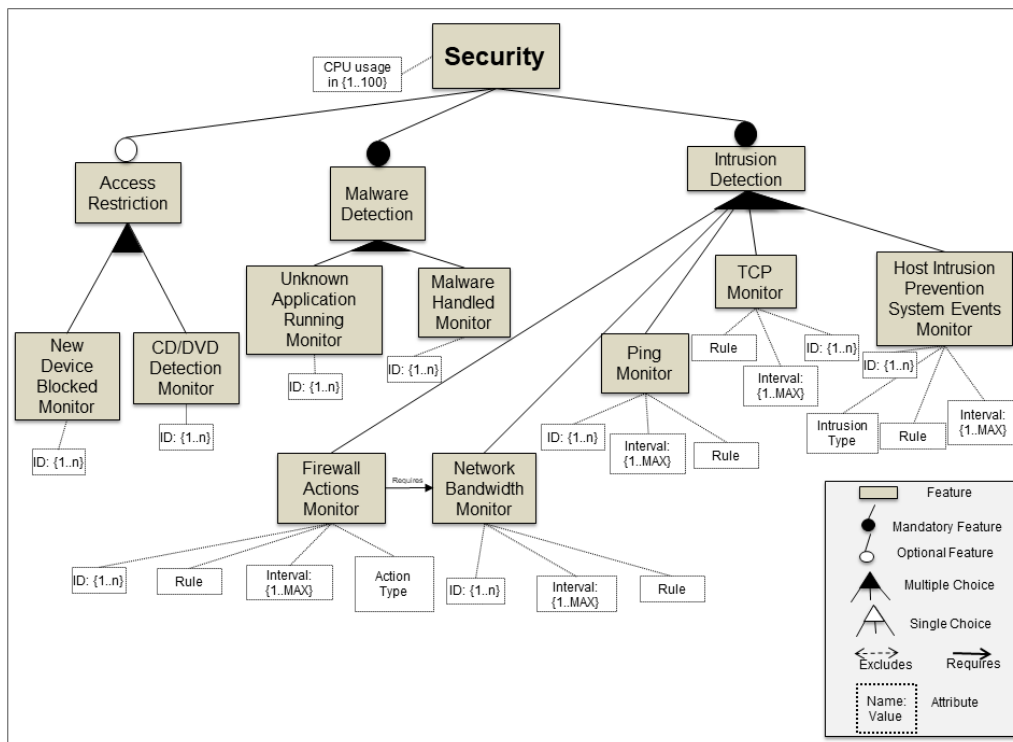 Security
CPU usage
in {1..100}
Access
Restriction
Malware
Detection
Intrusion
Detection
New
Device
Blocked
Monitor
ID: {1..n}
CD/DVD
Detection
Monitor
ID: {1..n}
Unknown
Application
Running
Monitor
ID: {1..n}
Malware
Handled
Monitor
ID: {1..n}
TCP
Monitor
Rule
Interval:
{1..MAX}
ID: {1..n}
Host Intrusion
Prevention
System Events
Monitor
ID: {1..n}
Intrusion
Type
Rule
Interval:
{1..MAX}
Ping
Monitor
ID: {1..n}
Interval:
{1..MAX}
Rule
Firewall
Actions
Monitor
Requires
Network
Bandwidth
Monitor
ID: {1..n}
Rule
Interval:
{1..MAX}
Action
Type
ID: {1..n}
Interval:
{1..MAX}
Rule
Feature
Mandatory Feature
Optional Feature
Multiple Choice
Single Choice
Excludes
Requires
Name:
Value
Attribute